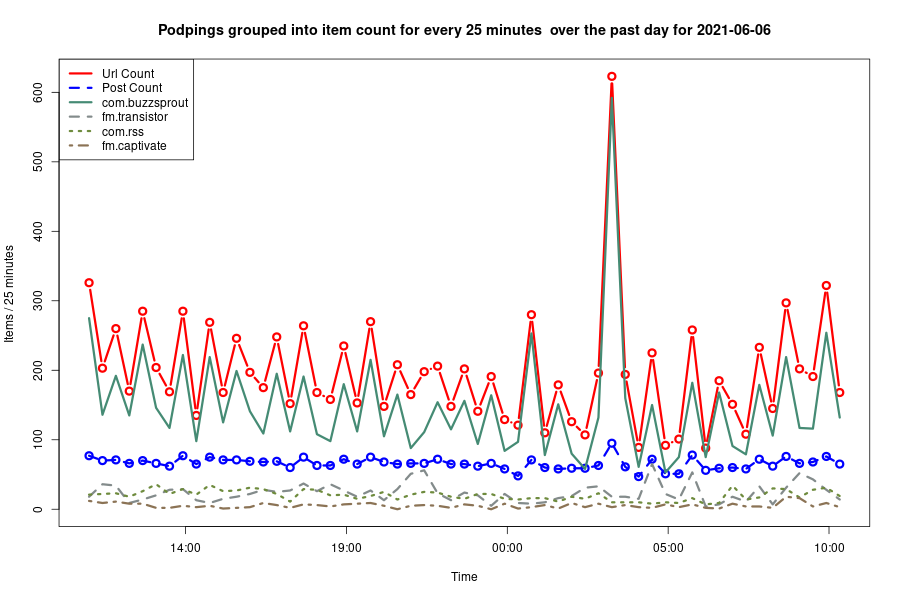 Podpings grouped into item count for every 25 minutes  over the past day for 2021-06-06
Url Count
Post Count
com.buzzsprout
fm.transistor
com.rss
fm.captivate
Items / 25 minutes
600
500
400
300
200
100
0
14:00 19:00 00:00 05:00 10:00
Time